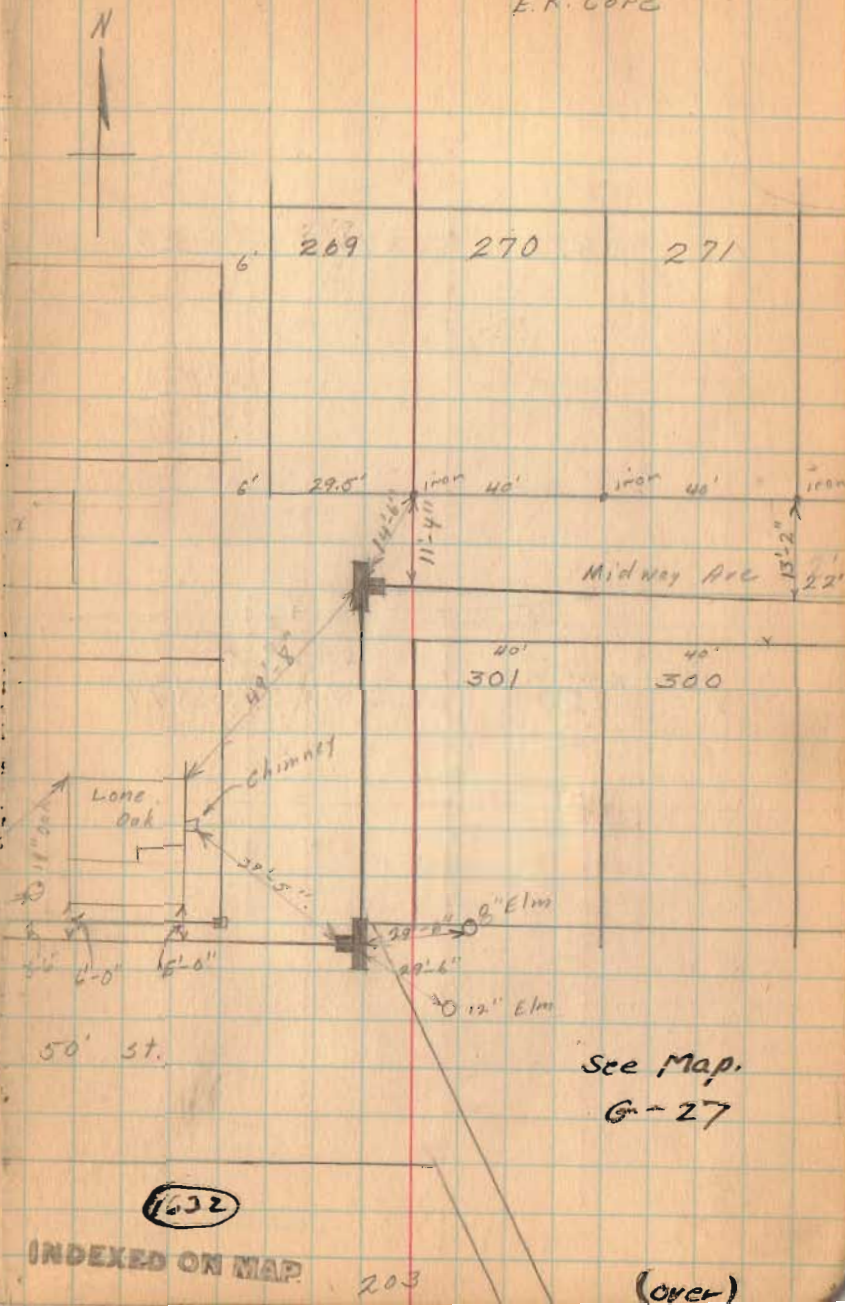 E.R. Cope
N
6'
269
270
271
6'
29.5'
iron
40'
iron
40'
iron
14'-6"
11'-4"
13'-2"
Midway Ave
22'
40'
40'
x
301
300
49'-8"
Chimney
Lone
Oak
18" Oak
8" Elm
29'-6"
6'-0"
29'-6"
12" Elm
50' St.
See Map.
G-27
1632
INDEXED ON MAP
203
(over)